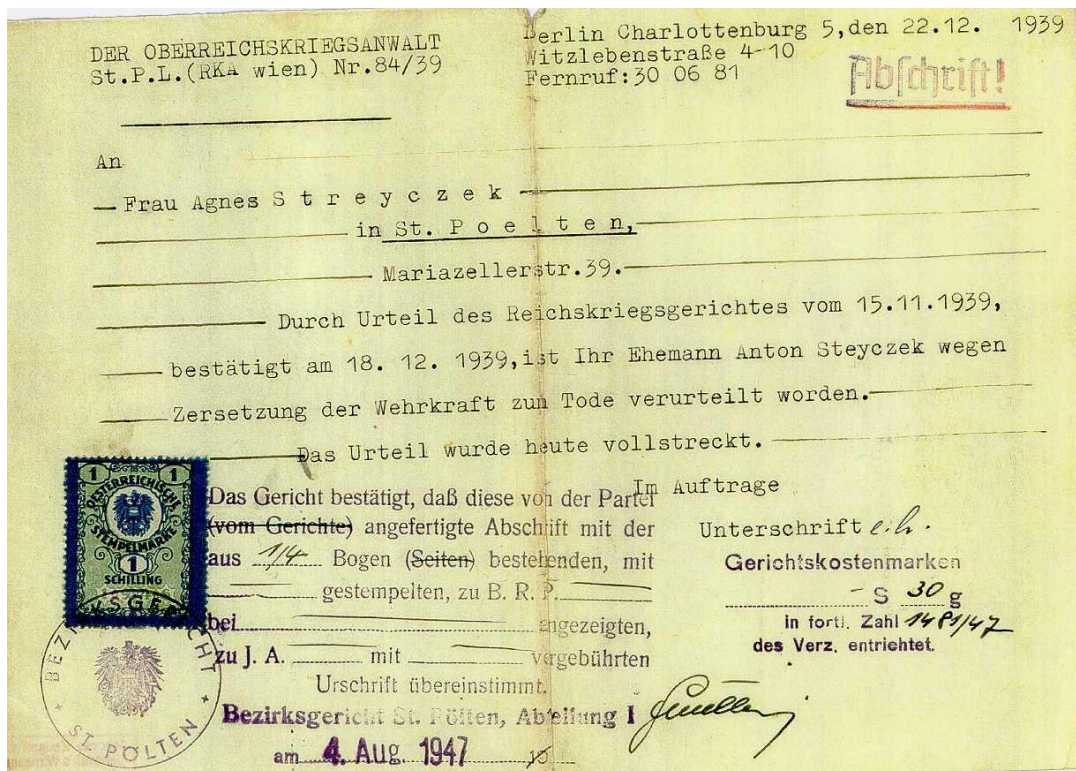 DER OBERREICHSKRIEGSANWALT
St.P.L.(RKA wien) Nr.84/39
Berlin Charlottenburg 5,den 22.12. 1939
Witzlebenstraße 4-10
Fernruf:30 06 81
Abschrift!
An
Frau Agnes S t r e y c z e k
in St. P o e l t e n,
Mariazellerstr.39.
Durch Urteil des Reichskriegsgerichtes vom 15.11.1939,
bestätigt am 18. 12. 1939,ist Ihr Ehemann Anton Steyczek wegen
Zersetzung der Wehrkraft zum Tode verurteilt worden.
Das Urteil wurde heute vollstreckt.
Im Auftrage
Unterschrift e.h.
1 1
OESTERREICHISCHE
STEMPELMARKE
1
SCHILLING
Das Gericht bestätigt, daß diese von der Partei
(vom Gerichte) angefertigte Abschift mit der
aus 1/4 Bogen (Seiten) bestehenden, mit
gestempelten, zu B. R. P.
bei angezeigten,
zu J. A. mit vergebührten
Urschrift übereinstimmt.
Bezirksgericht St. Pölten, Abteilung I
am 4. Aug. 1947
Gerichtskostenmarken
- S 30 g
in fortl. Zahl 1481/47
des Verz. entrichtet.
BEZIRKSGERICHT
* ST. PÖLTEN *